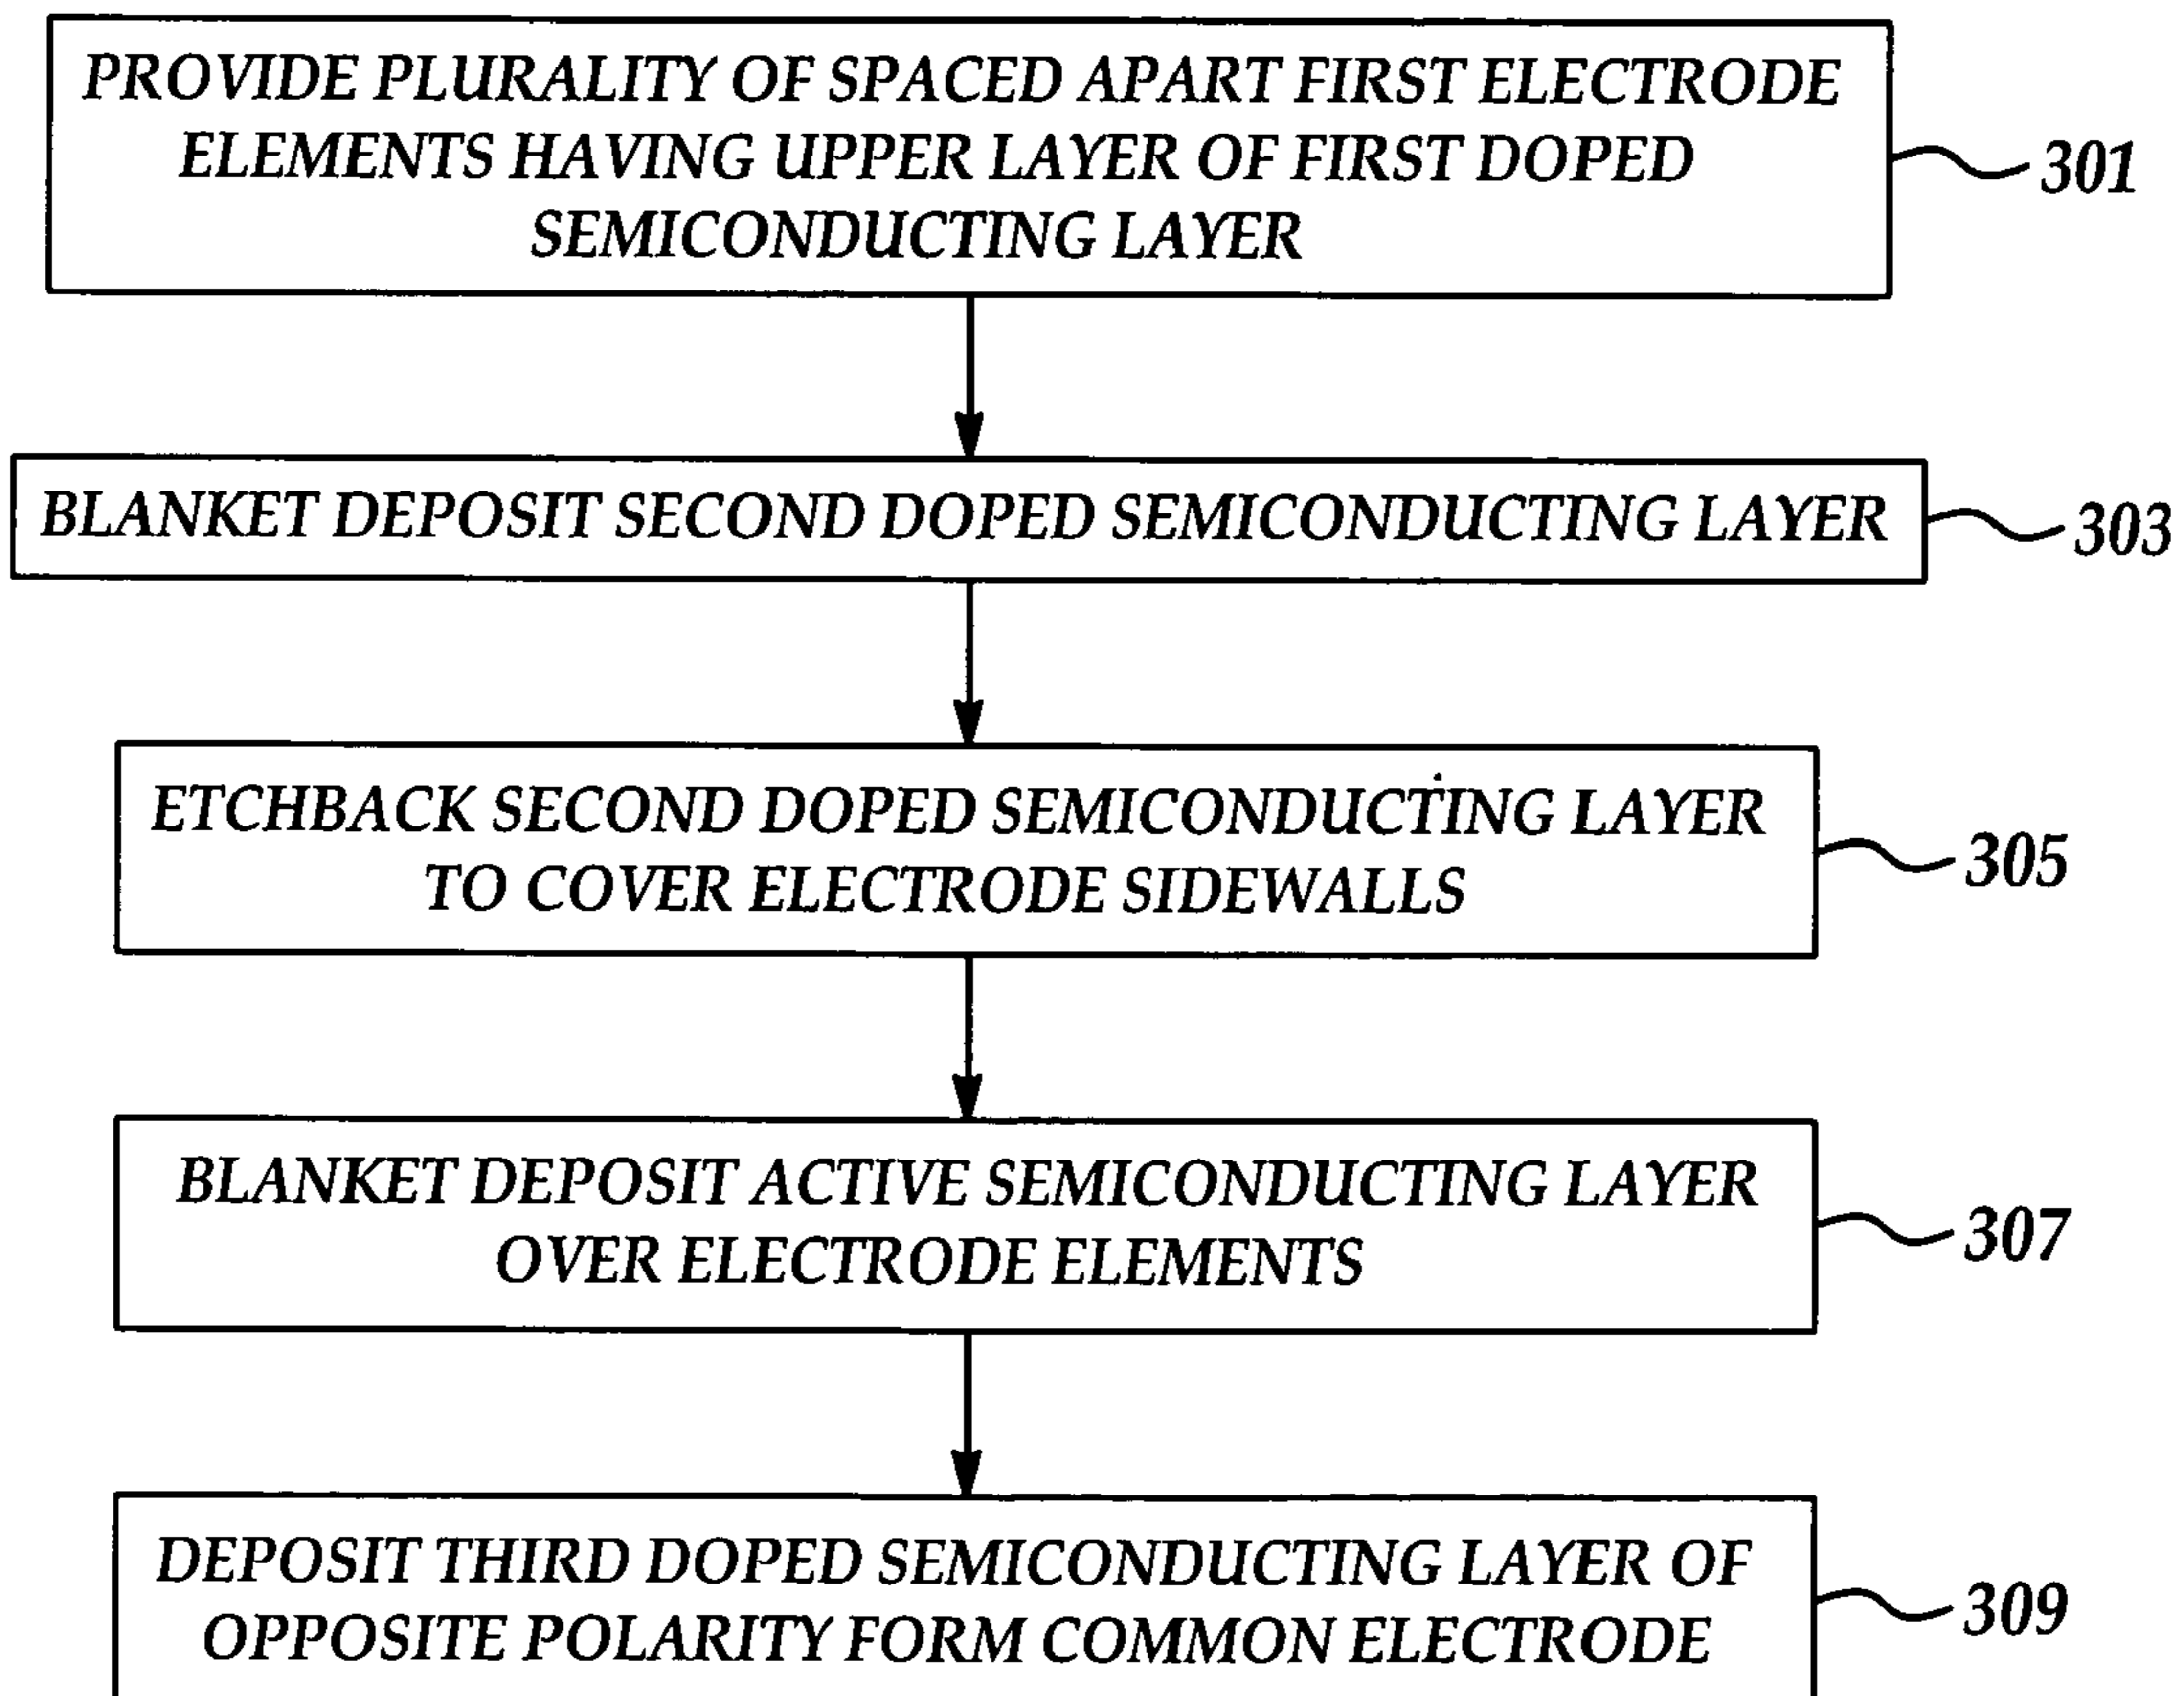 PROVIDE PLURALITY OF SPACED APART FIRST ELECTRODE
ELEMENTS HAVING UPPER LAYER OF FIRST DOPED
SEMICONDUCTING LAYER
301
BLANKET DEPOSIT SECOND DOPED SEMICONDUCTING LAYER
303
ETCHBACK SECOND DOPED SEMICONDUCTING LAYER
TO COVER ELECTRODE SIDEWALLS
305
BLANKET DEPOSIT ACTIVE SEMICONDUCTING LAYER
OVER ELECTRODE ELEMENTS
307
DEPOSIT THIRD DOPED SEMICONDUCTING LAYER OF
OPPOSITE POLARITY FORM COMMON ELECTRODE
309